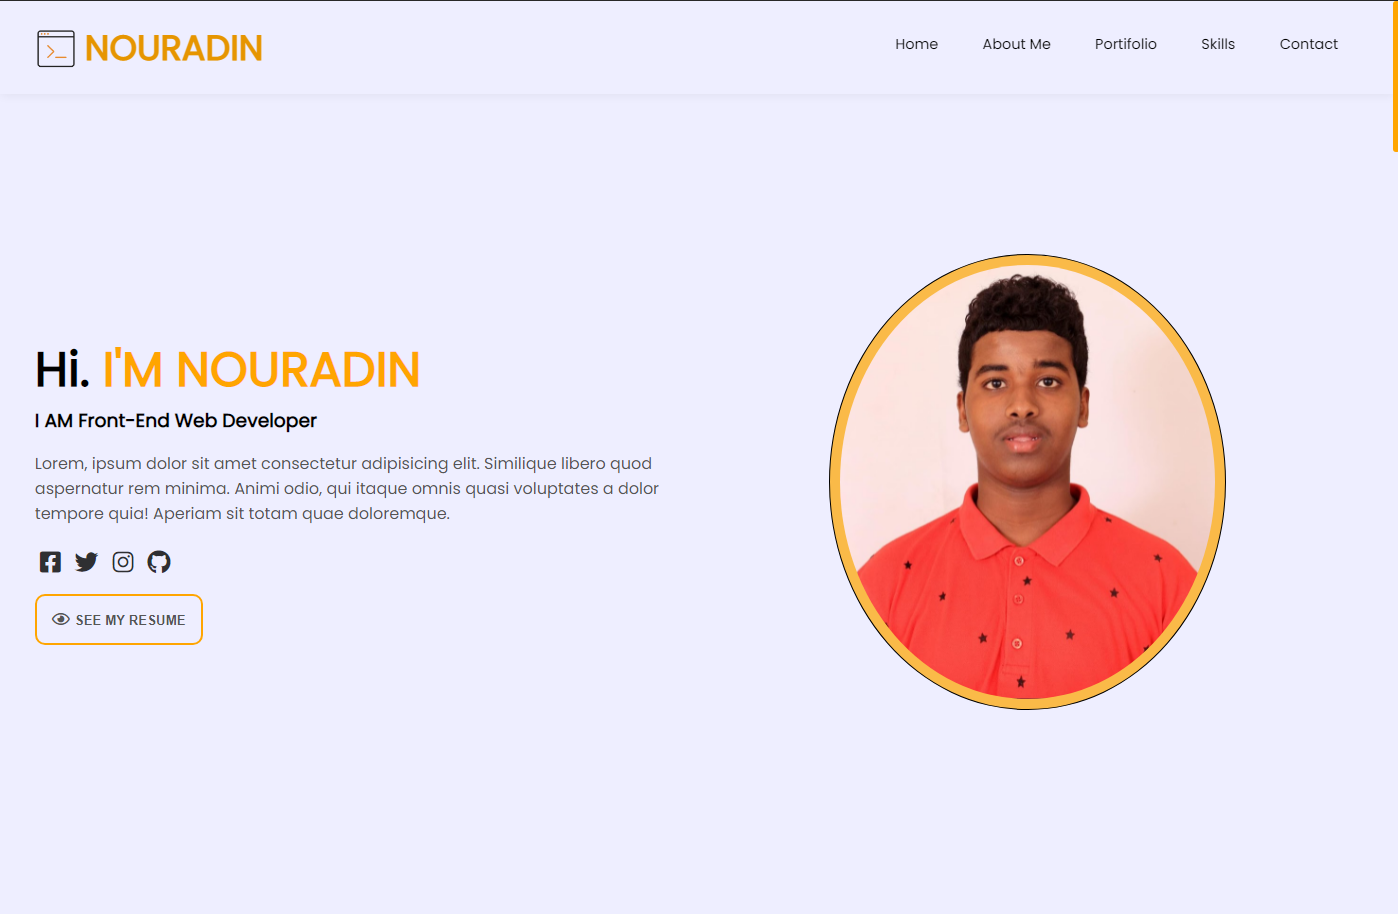 NOURADIN
Home About Me Portifolio Skills Contact
Hi. I'M NOURADIN
I AM Front-End Web Developer
Lorem, ipsum dolor sit amet consectetur adipisicing elit. Similique libero quod
aspernatur rem minima. Animi odio, qui itaque omnis quasi voluptates a dolor
tempore quia! Aperiam sit totam quae doloremque.
SEE MY RESUME